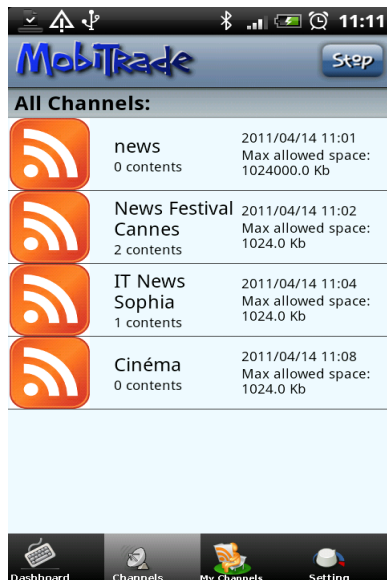 11:11
MobiTrade
Stop
All Channels:
news
0 contents
2011/04/14 11:01
Max allowed space:
1024000.0 Kb
News Festival
Cannes
2 contents
2011/04/14 11:02
Max allowed space:
1024.0 Kb
IT News
Sophia
1 contents
2011/04/14 11:04
Max allowed space:
1024.0 Kb
Cinéma
0 contents
2011/04/14 11:08
Max allowed space:
1024.0 Kb
Dashboard
Channels
My Channels
Setting